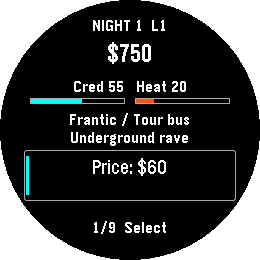 NIGHT 1 L1
$750
Cred 55 Heat 20
Frantic / Tour bus
Underground rave
Price: $60
1/9 Select